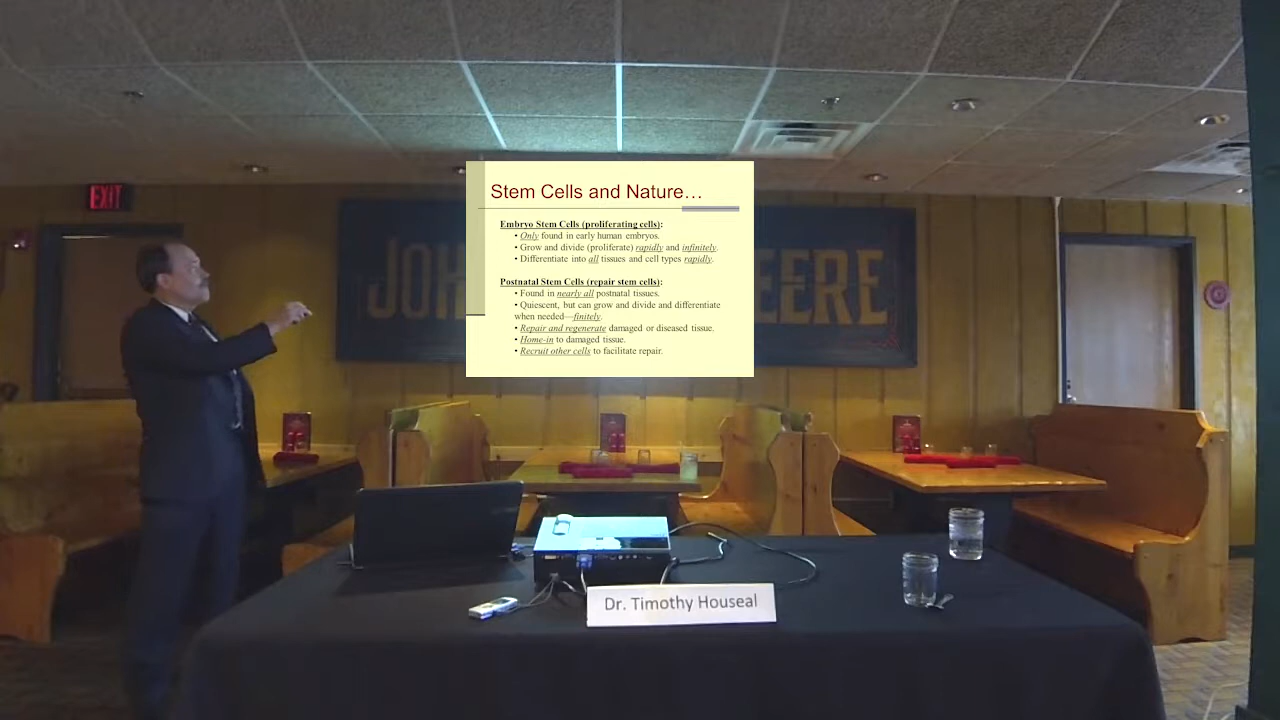 EXIT
JOH
EERE
Stem Cells and Nature…
Embryo Stem Cells (proliferating cells):
• Only found in early human embryos.
• Grow and divide (proliferate) rapidly and infinitely.
• Differentiate into all tissues and cell types rapidly.
Postnatal Stem Cells (repair stem cells):
• Found in nearly all postnatal tissues.
• Quiescent, but can grow and divide and differentiate
when needed—finitely.
• Repair and regenerate damaged or diseased tissue.
• Home-in to damaged tissue.
• Recruit other cells to facilitate repair.
Dr. Timothy Houseal